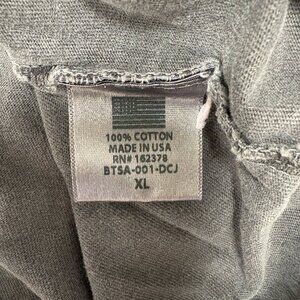 100% COTTON
MADE IN USA
RN# 162378
BTSA-001-DCJ
XL